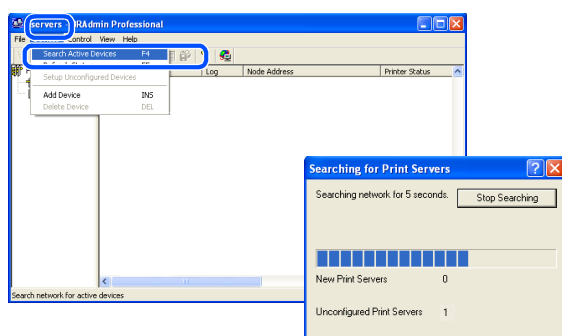 servers - BRAdmin Professional
File Control View Help
Search Active Devices F4
Setup Unconfigured Devices
Add Device INS
Delete Device DEL
Log Node Address Printer Status
Searching for Print Servers
Searching network for 5 seconds.
Stop Searching
New Print Servers 0
Unconfigured Print Servers 1
Search network for active devices